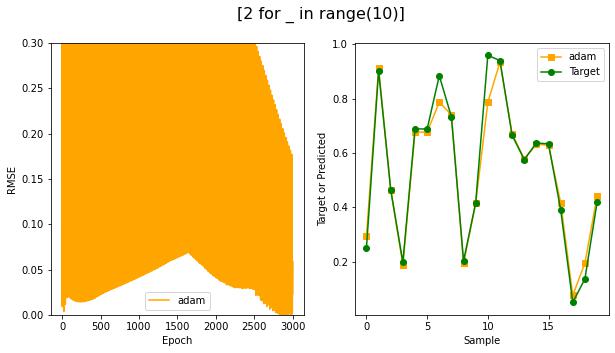 [2 for _ in range(10)]
RMSE
0.30
0.25
0.20
0.15
0.10
0.05
0.00
adam
0 500 1000 1500 2000 2500 3000
Epoch
Target or Predicted
1.0
0.8
0.6
0.4
0.2
adam
Target
0 5 10 15
Sample